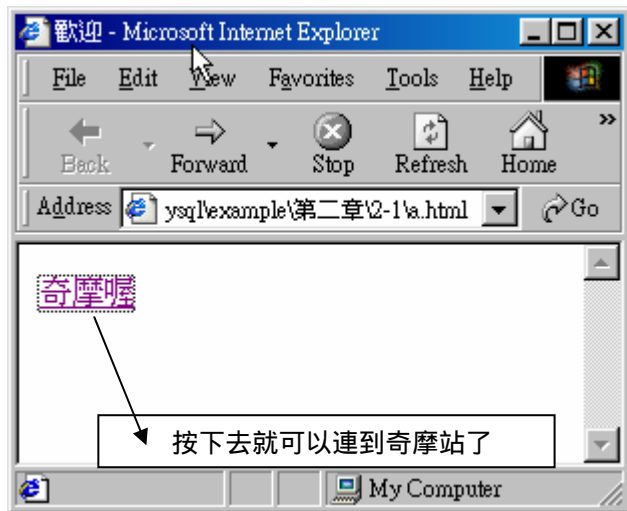 歡迎 - Microsoft Internet Explorer
File Edit View Favorites Tools Help
Back Forward Stop Refresh Home »
Address ysql\example\第二章\2-1\a.html Go
奇摩喔
按下去就可以連到奇摩站了
My Computer